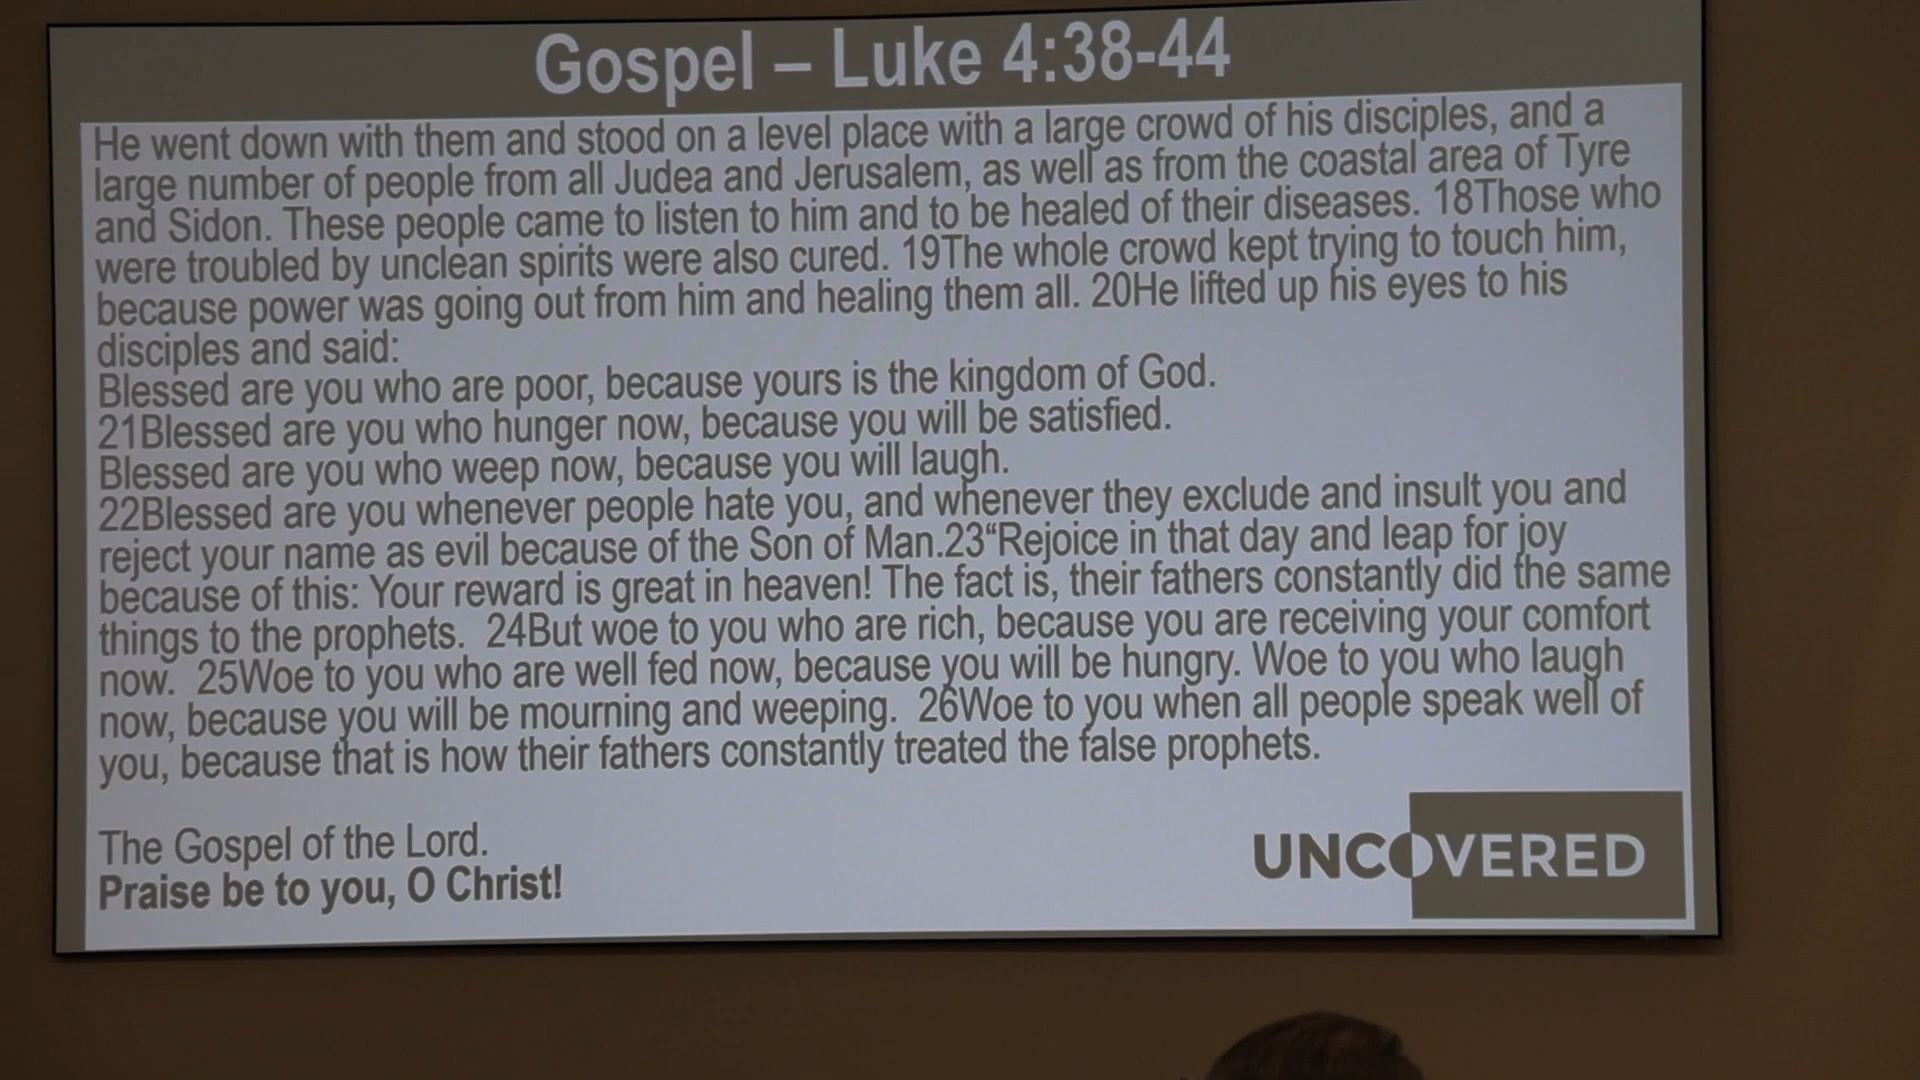 Gospel – Luke 4:38-44
He went down with them and stood on a level place with a large crowd of his disciples, and a
large number of people from all Judea and Jerusalem, as well as from the coastal area of Tyre
and Sidon. These people came to listen to him and to be healed of their diseases. 18Those who
were troubled by unclean spirits were also cured. 19The whole crowd kept trying to touch him,
because power was going out from him and healing them all. 20He lifted up his eyes to his
disciples and said:
Blessed are you who are poor, because yours is the kingdom of God.
21Blessed are you who hunger now, because you will be satisfied.
Blessed are you who weep now, because you will laugh.
22Blessed are you whenever people hate you, and whenever they exclude and insult you and
reject your name as evil because of the Son of Man.23“Rejoice in that day and leap for joy
because of this: Your reward is great in heaven! The fact is, their fathers constantly did the same
things to the prophets.  24But woe to you who are rich, because you are receiving your comfort
now.  25Woe to you who are well fed now, because you will be hungry. Woe to you who laugh
now, because you will be mourning and weeping.  26Woe to you when all people speak well of
you, because that is how their fathers constantly treated the false prophets.
The Gospel of the Lord.
Praise be to you, O Christ!
UNCOVERED